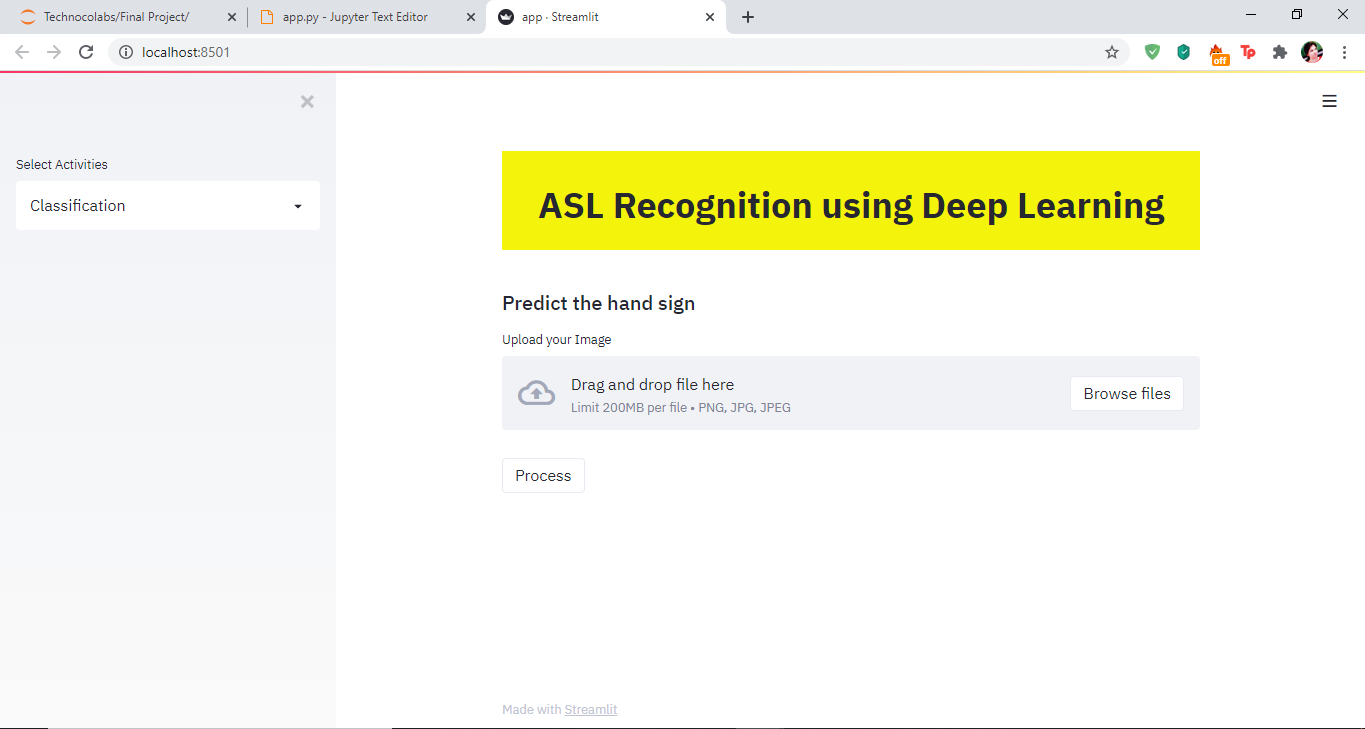 Technocolabs/Final Project/
app.py - Jupyter Text Editor
app · Streamlit
localhost:8501
off
Tp
Select Activities
Classification
ASL Recognition using Deep Learning
Predict the hand sign
Upload your Image
Drag and drop file here
Limit 200MB per file • PNG, JPG, JPEG
Browse files
Process
Made with Streamlit